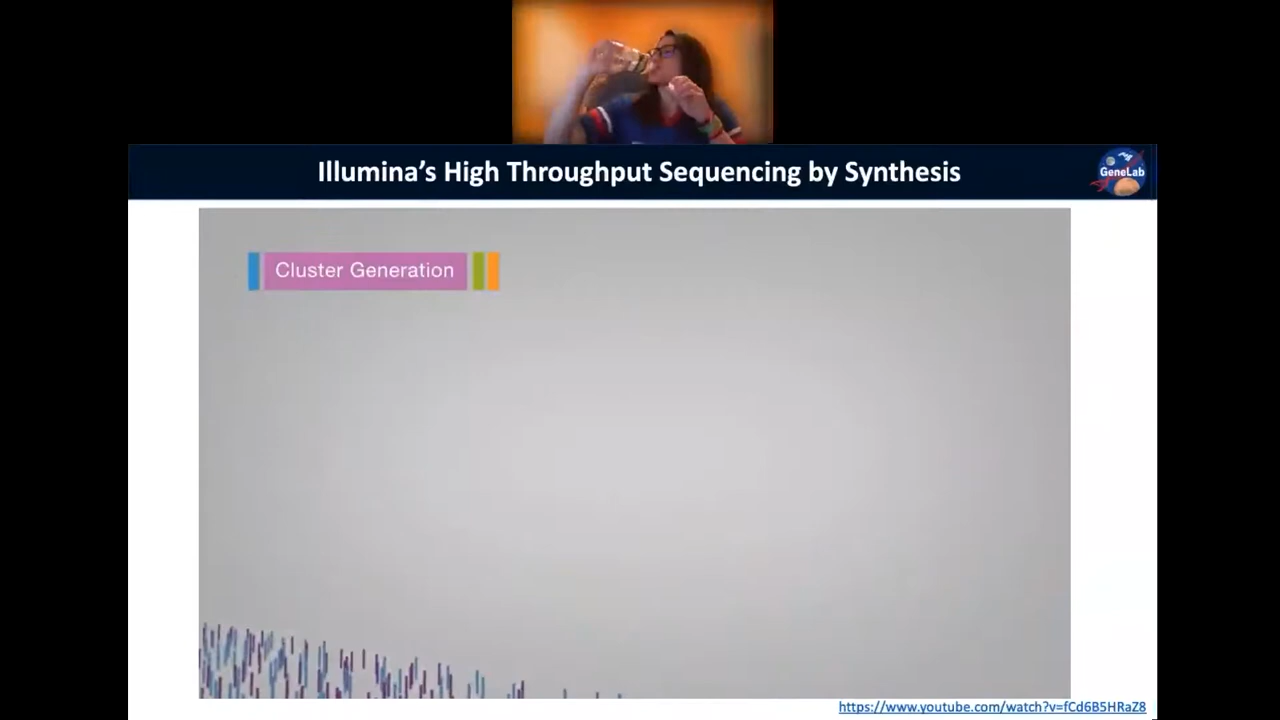 Illumina’s High Throughput Sequencing by Synthesis
GeneLab
Cluster Generation
https://www.youtube.com/watch?v=fCd6B5HRaZ8